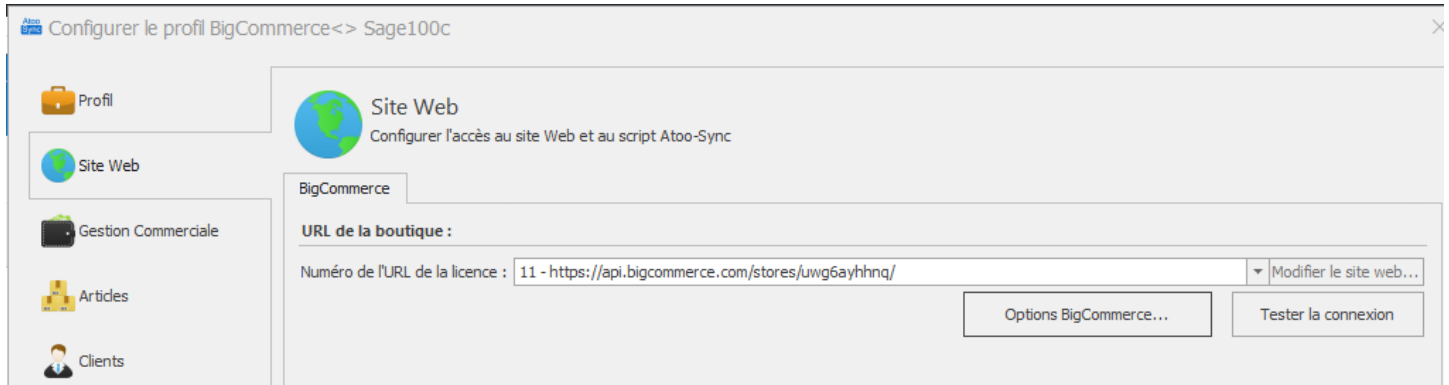 Atoo Sync Configurer le profil BigCommerce<> Sage100c
Profil
Site Web
Gestion Commerciale
Articles
Clients
Site Web
Configurer l'accès au site Web et au script Atoo-Sync
BigCommerce
URL de la boutique :
Numéro de l'URL de la licence : 11 - https://api.bigcommerce.com/stores/uwg6ayhhnq/ Modifier le site web...
Options BigCommerce... Tester la connexion